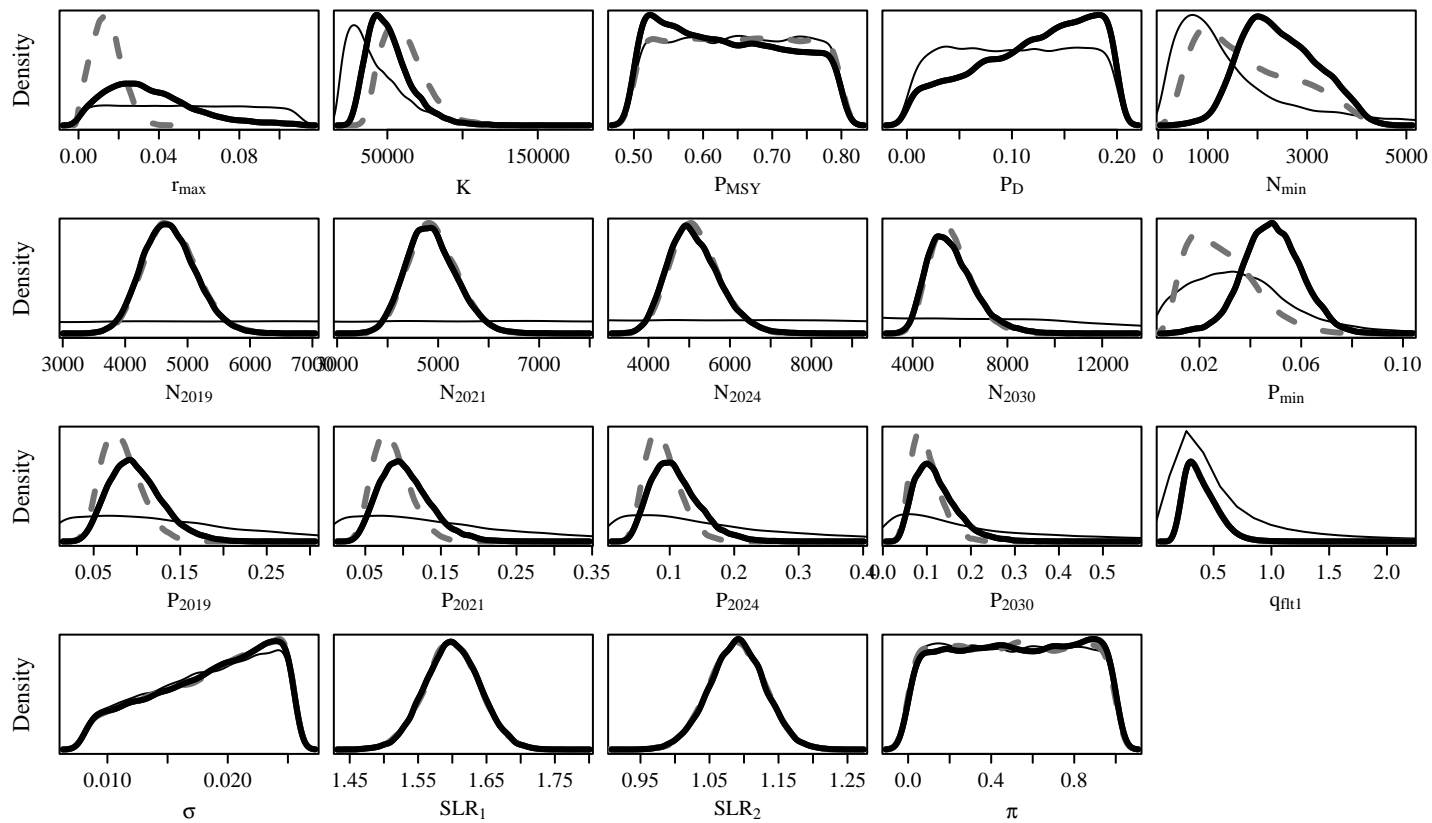 Density
0.00 0.04 0.08
r_max
50000 150000
K
0.50 0.60 0.70 0.80
P_MSY
0.00 0.10 0.20
P_D
0 1000 3000 5000
N_min
Density
3000 4000 5000 6000 7000
N_2019
3000 5000 7000
N_2021
4000 6000 8000
N_2024
4000 8000 12000
N_2030
0.02 0.06 0.10
P_min
Density
0.05 0.15 0.25
P_2019
0.05 0.15 0.25 0.35
P_2021
0.1 0.2 0.3 0.4
P_2024
0.0 0.1 0.2 0.3 0.4 0.5
P_2030
0.5 1.0 1.5 2.0
q_flt1
Density
0.010 0.020
σ
1.45 1.55 1.65 1.75
SLR_1
0.95 1.05 1.15 1.25
SLR_2
0.0 0.4 0.8
π